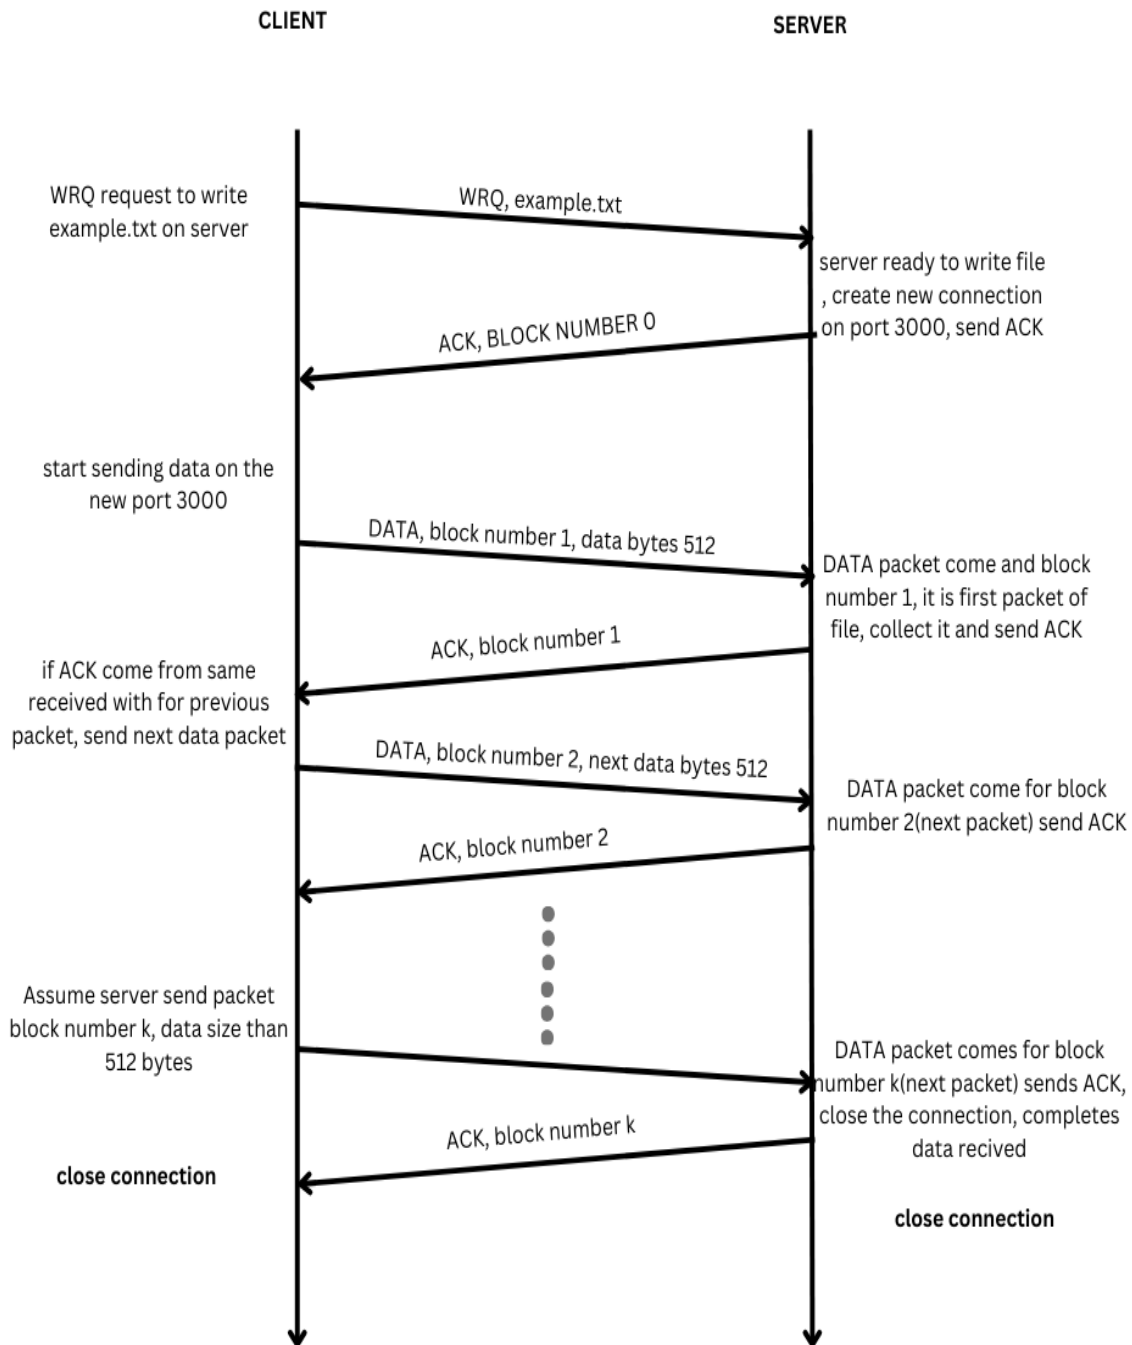 CLIENT
SERVER
WRQ request to write
example.txt on server
WRQ, example.txt
server ready to write file
, create new connection
on port 3000, send ACK
ACK, BLOCK NUMBER 0
start sending data on the
new port 3000
DATA, block number 1, data bytes 512
DATA packet come and block
number 1, it is first packet of
file, collect it and send ACK
ACK, block number 1
if ACK come from same
received with for previous
packet, send next data packet
DATA, block number 2, next data bytes 512
DATA packet come for block
number 2(next packet) send ACK
ACK, block number 2
Assume server send packet
block number k, data size than
512 bytes
DATA packet comes for block
number k(next packet) sends ACK,
close the connection, completes
data recived
ACK, block number k
close connection
close connection